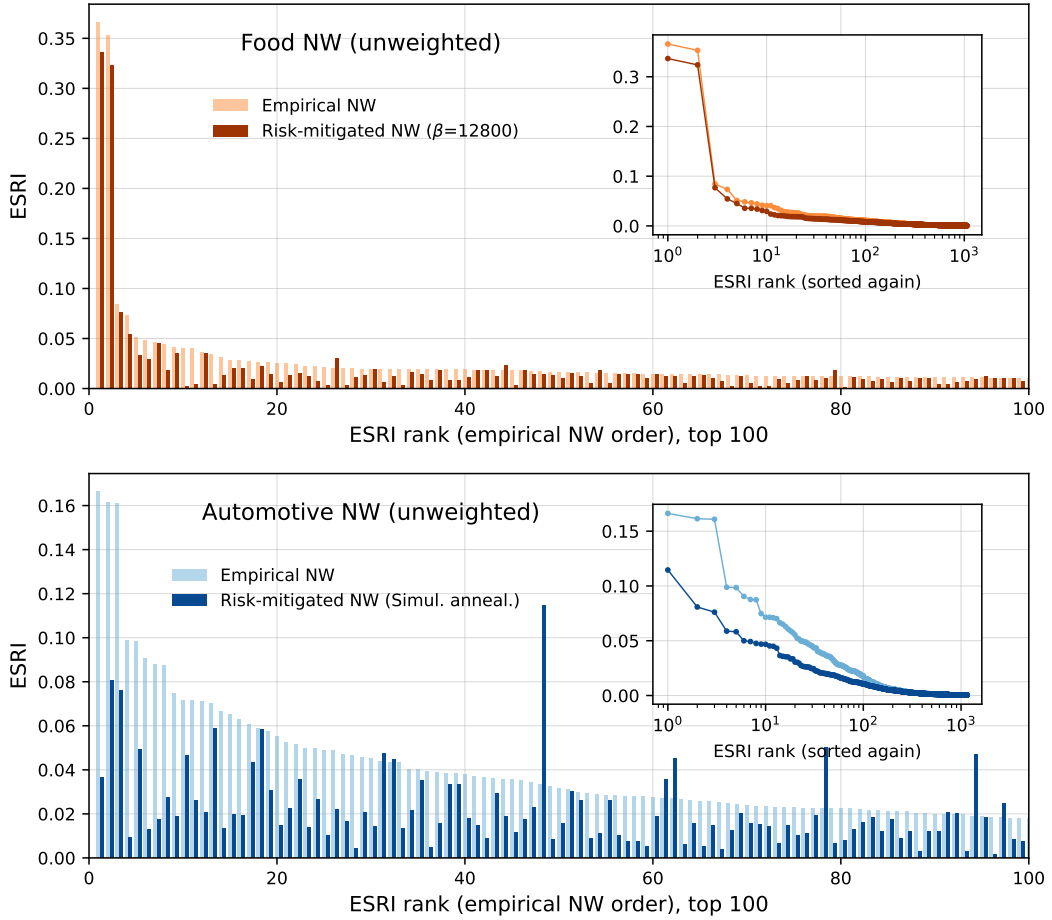 Food NW (unweighted)
Empirical NW
Risk-mitigated NW (β=12800)
ESRI
0.35
0.30
0.25
0.20
0.15
0.10
0.05
0.00
0 20 40 60 80 100
ESRI rank (empirical NW order), top 100
0.3
0.2
0.1
0.0
10⁰ 10¹ 10² 10³
ESRI rank (sorted again)
Automotive NW (unweighted)
Empirical NW
Risk-mitigated NW (Simul. anneal.)
ESRI
0.16
0.14
0.12
0.10
0.08
0.06
0.04
0.02
0.00
0 20 40 60 80 100
ESRI rank (empirical NW order), top 100
0.15
0.10
0.05
0.00
10⁰ 10¹ 10² 10³
ESRI rank (sorted again)